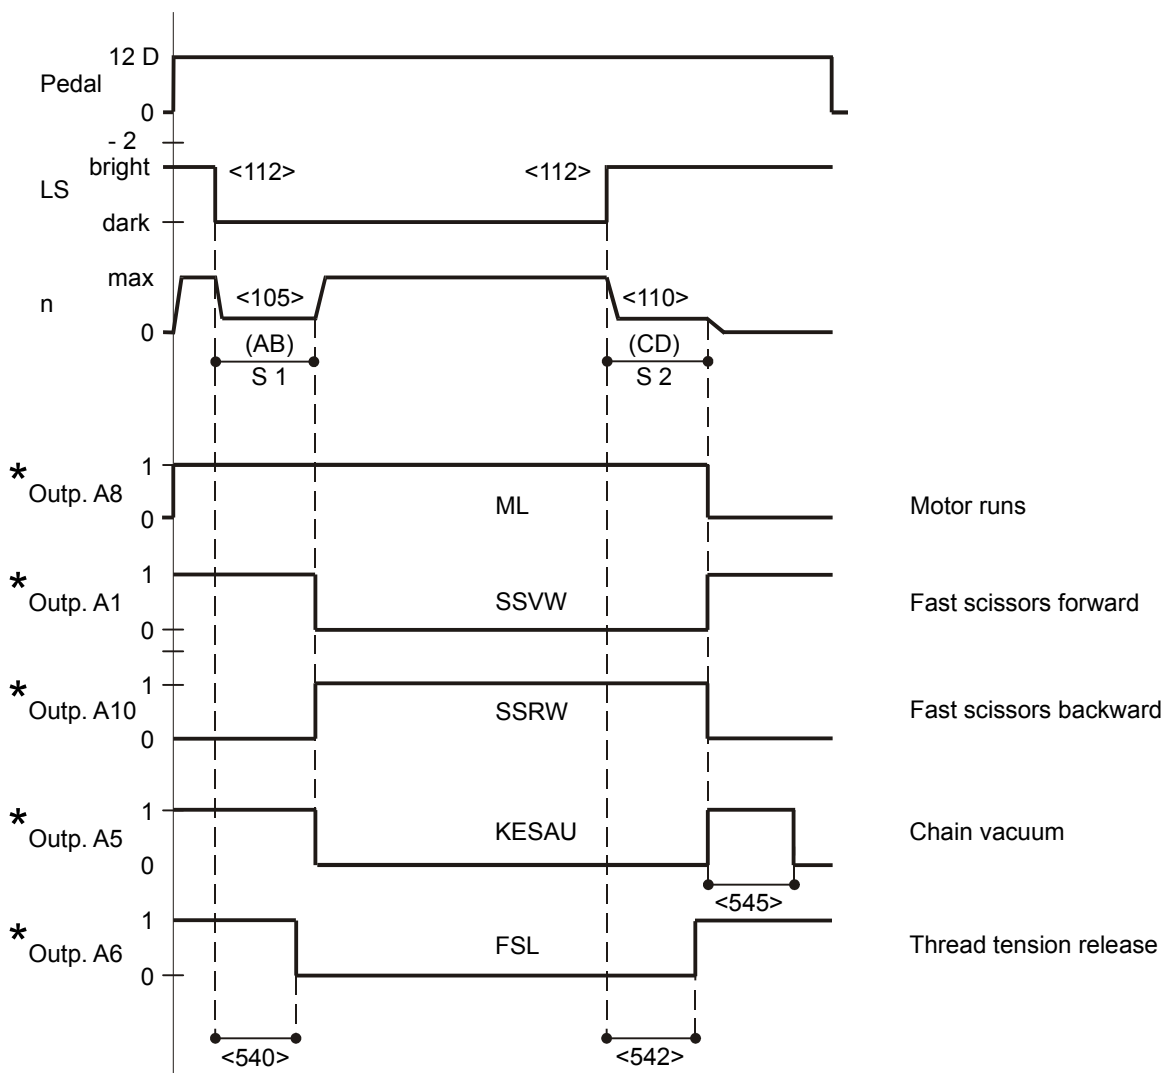 12 D
Pedal
0
- 2
bright
<112> <112>
LS
dark
max
<105> <110>
n
0
(AB) (CD)
S 1 S 2
1
* Outp. A8 ML Motor runs
0
1
* Outp. A1 SSVW Fast scissors forward
0
1
* Outp. A10 SSRW Fast scissors backward
0
1
* Outp. A5 KESAU Chain vacuum
0
<545>
1
* Outp. A6 FSL Thread tension release
0
<540> <542>